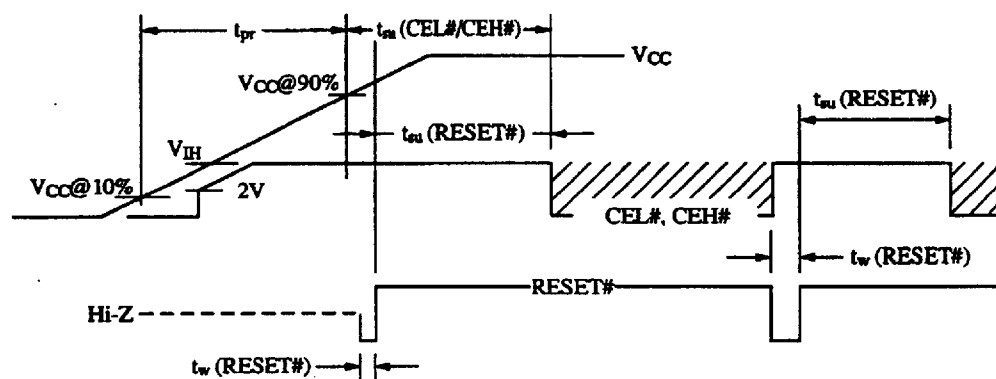 tpr
tsu (CEL#/CEH#)
VCC
VCC@90%
tsu (RESET#)
tsu (RESET#)
VIH
VCC@10%
2V
CEL#, CEH#
tw (RESET#)
RESET#
Hi-Z
tw (RESET#)